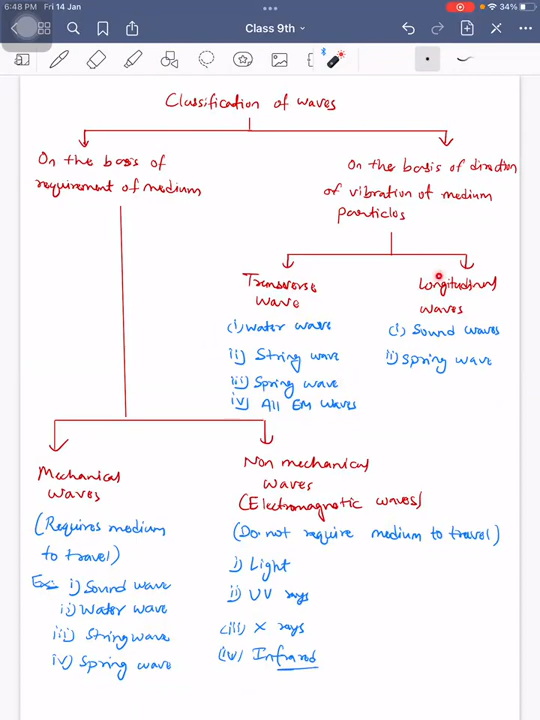 6:48 PM Fri 14 Jan
34%
Class 9th
Classification of waves
On the basis of
requirement of medium
On the basis of direction
of vibration of medium
particles
Transverse
wave
(i) water wave
ii) String wave
iii) Spring wave
iv) All EM waves
Longitudinal
waves
(i) Sound waves
ii) spring wave
Mechanical
waves
(Requires medium
to travel)
Ex:- i) Sound wave
ii) Water wave
iii) String wave
iv) Spring wave
Non mechanical
waves
(Electromagnetic waves)
(Do not require medium to travel)
i) Light
ii) UV rays
(iii) X rays
(iv) Infrared